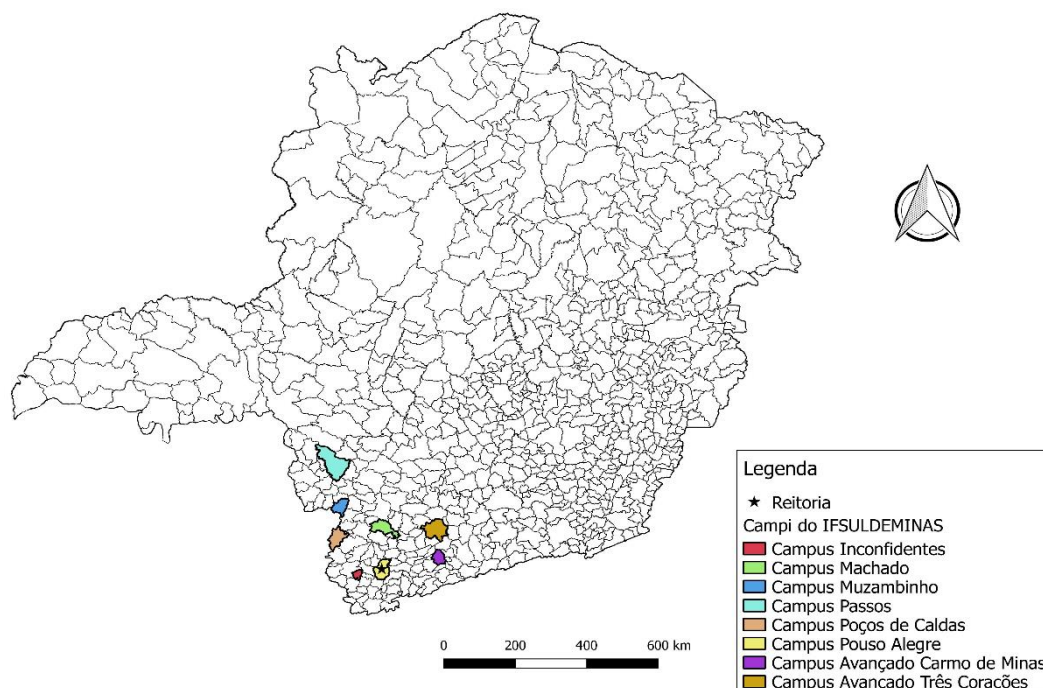 Legenda
Reitoria
Campi do IFSULDEMINAS
Campus Inconfidentes
Campus Machado
Campus Muzambinho
Campus Passos
Campus Poços de Caldas
Campus Pouso Alegre
Campus Avançado Carmo de Minas
Campus Avançado Três Corações
0 200 400 600 km